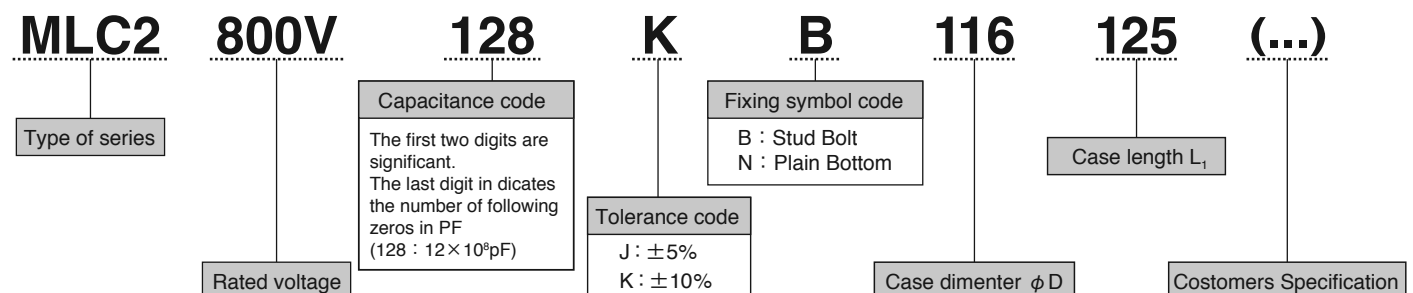 MLC2 800V 128 K B 116 125 (...)
Type of series
Rated voltage
Capacitance code
The first two digits are
significant.
The last digit in dicates
the number of following
zeros in PF
(128：12×10⁸pF)
Tolerance code
J：±5%
K：±10%
Fixing symbol code
B：Stud Bolt
N：Plain Bottom
Case dimenter φD
Case length L₁
Costomers Specification